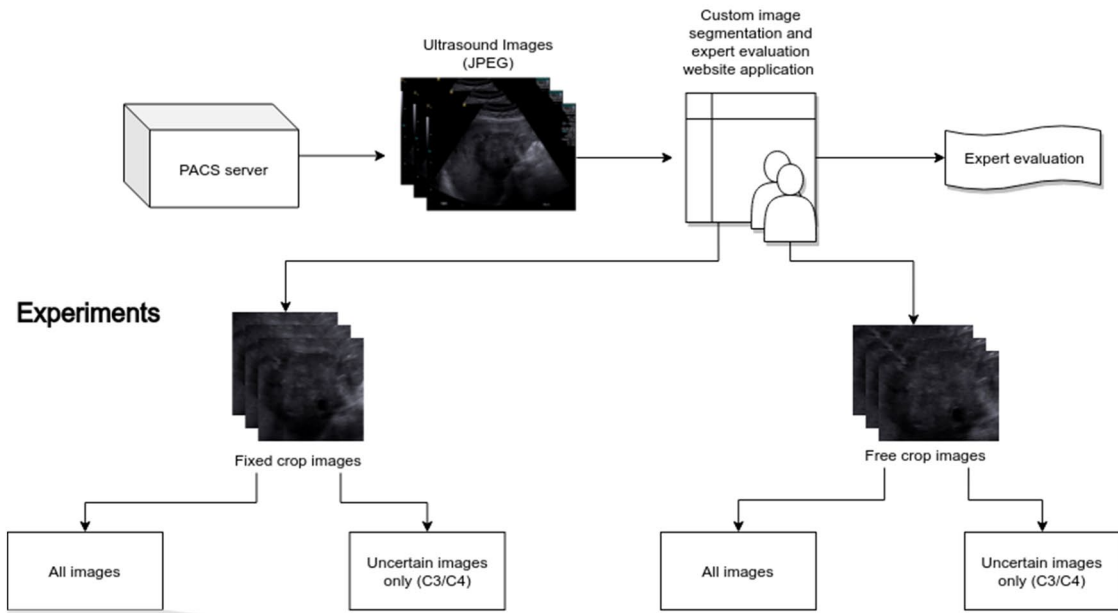 Custom image
segmentation and
expert evaluation
website application
Ultrasound Images
(JPEG)
PACS server
Expert evaluation
Experiments
Fixed crop images
Free crop images
All images
Uncertain images
only (C3/C4)
All images
Uncertain images
only (C3/C4)